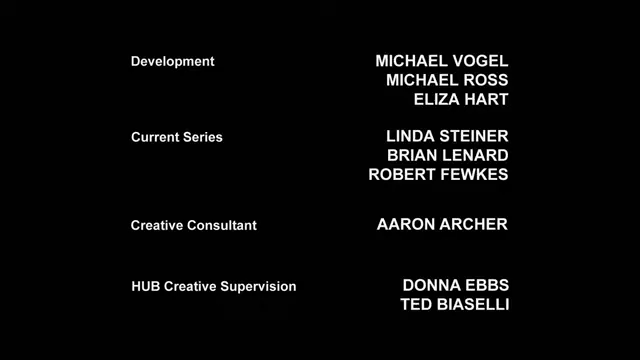 Development MICHAEL VOGEL
MICHAEL ROSS
ELIZA HART
Current Series LINDA STEINER
BRIAN LENARD
ROBERT FEWKES
Creative Consultant AARON ARCHER
HUB Creative Supervision DONNA EBBS
TED BIASELLI